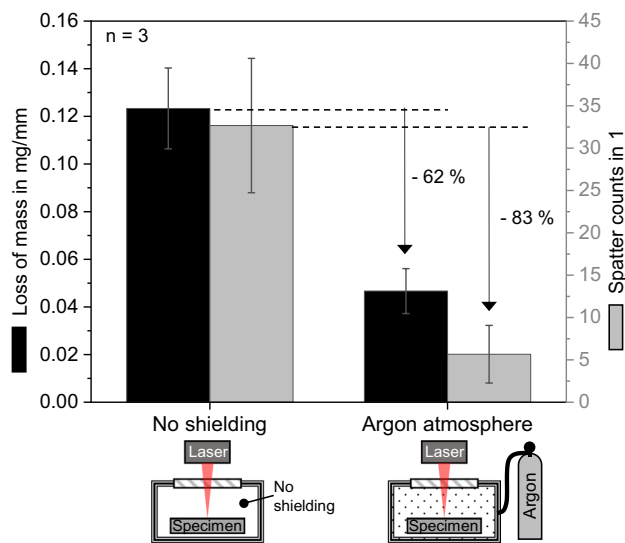 n = 3
Loss of mass in mg/mm
0.16
0.14
0.12
0.10
0.08
0.06
0.04
0.02
0.00
45
40
35
30
25
20
15
10
5
0
Spatter counts in 1
- 62 %
- 83 %
No shielding
Argon atmosphere
Laser
No
shielding
Specimen
Laser
Specimen
Argon